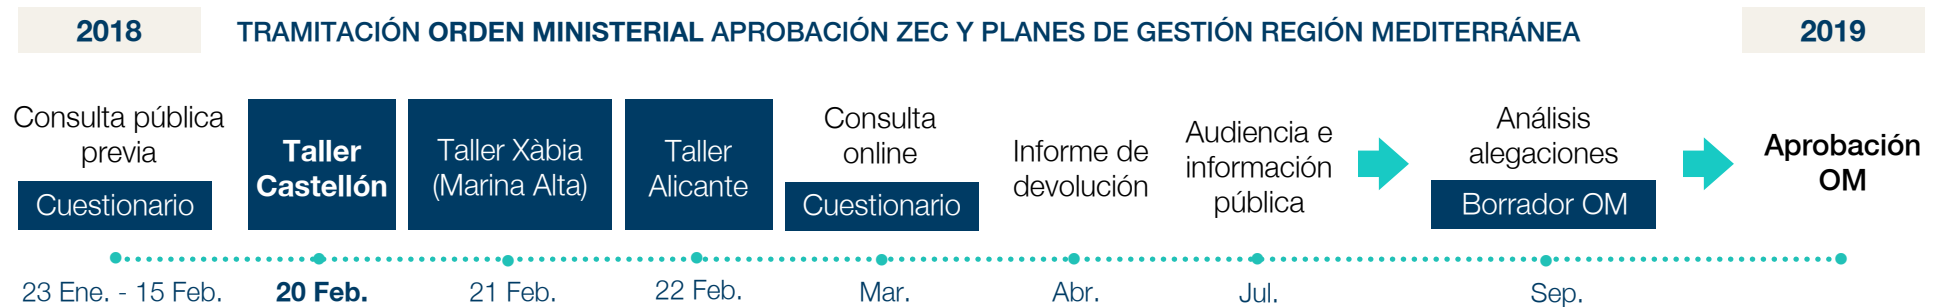 2018
TRAMITACIÓN ORDEN MINISTERIAL APROBACIÓN ZEC Y PLANES DE GESTIÓN REGIÓN MEDITERRÁNEA
2019
Consulta pública
previa
Cuestionario
Taller
Castellón
Taller Xàbia
(Marina Alta)
Taller
Alicante
Consulta
online
Cuestionario
Informe de
devolución
Audiencia e
información
pública
Análisis
alegaciones
Borrador OM
Aprobación
OM
23 Ene. - 15 Feb.
20 Feb.
21 Feb.
22 Feb.
Mar.
Abr.
Jul.
Sep.